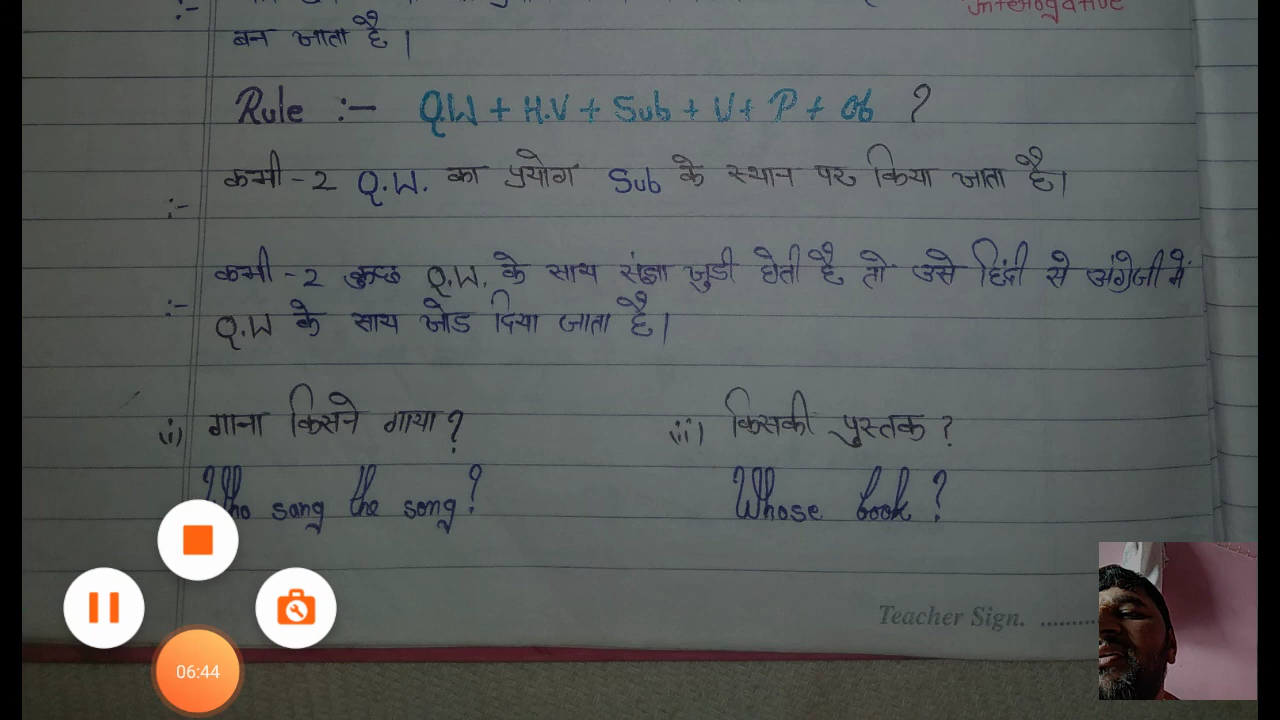 Interrogative
बन जाता है।
Rule :- Q.W + H.V + Sub + V + P + Ob ?
कभी-2 Q.W. का प्रयोग Sub के स्थान पर किया जाता है।
:-
कभी-2 कुछ Q.W. के साथ संज्ञा जुडी होती है तो उसे हिंदी से अंग्रेजी में
:- Q.W के साथ जोड दिया जाता है।
(i) गाना किसने गाया? (ii) किसकी पुस्तक?
Who sang the song? Whose book?
Teacher Sign. ..........
06:44